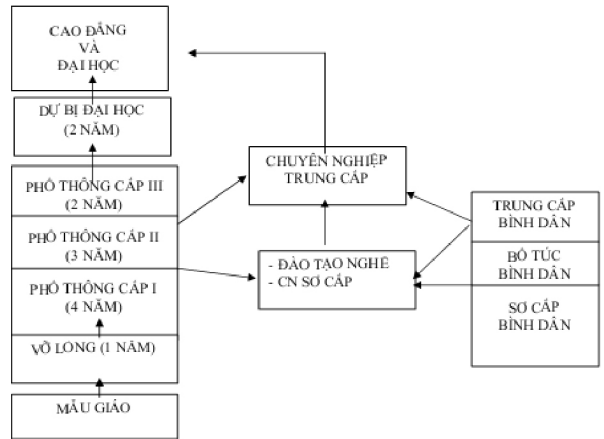 CAO ĐẲNG
VÀ
ĐẠI HỌC
DỰ BỊ ĐẠI HỌC
(2 NĂM)
PHỔ THÔNG CẤP III
(2 NĂM)
PHỔ THÔNG CẤP II
(3 NĂM)
PHỔ THÔNG CẤP I
(4 NĂM)
VỠ LONG (1 NĂM)
MẪU GIÁO
CHUYÊN NGHIỆP
TRUNG CẤP
- ĐÀO TẠO NGHỀ
- CN SƠ CẤP
TRUNG CẤP
BÌNH DÂN
BỔ TÚC
BÌNH DÂN
SƠ CẤP
BÌNH DÂN